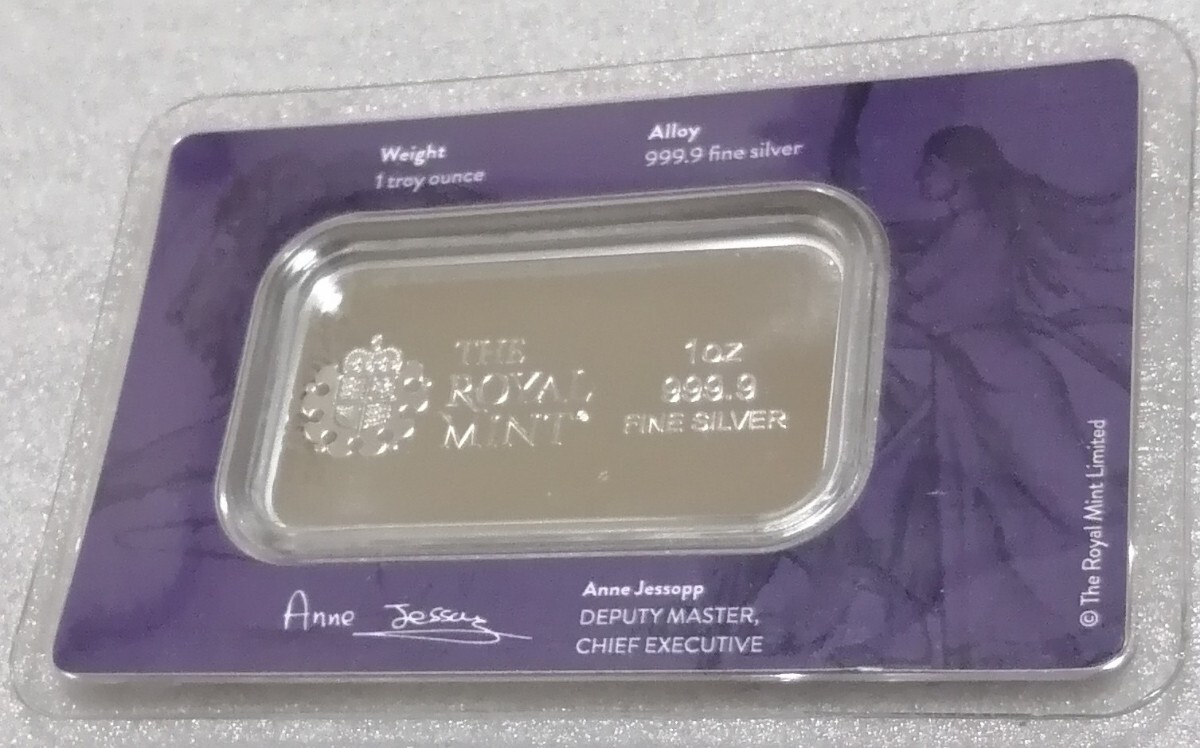 Weight
1 troy ounce
Alloy
999.9 fine silver
THE
ROYAL
MINT®
1oz
999.9
FINE SILVER
Anne Jessopp
Anne Jessopp
DEPUTY MASTER,
CHIEF EXECUTIVE
© The Royal Mint Limited